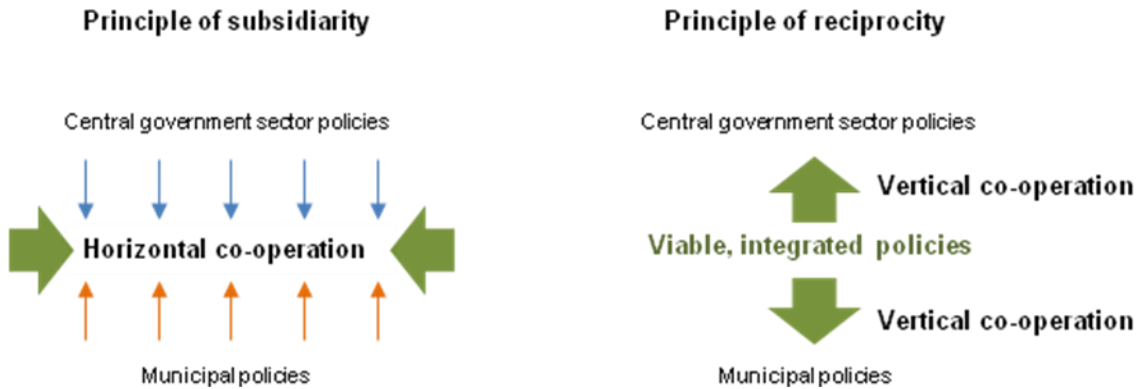 Principle of subsidiarity
Central government sector policies
Horizontal co-operation
Municipal policies
Principle of reciprocity
Central government sector policies
Vertical co-operation
Viable, integrated policies
Vertical co-operation
Municipal policies